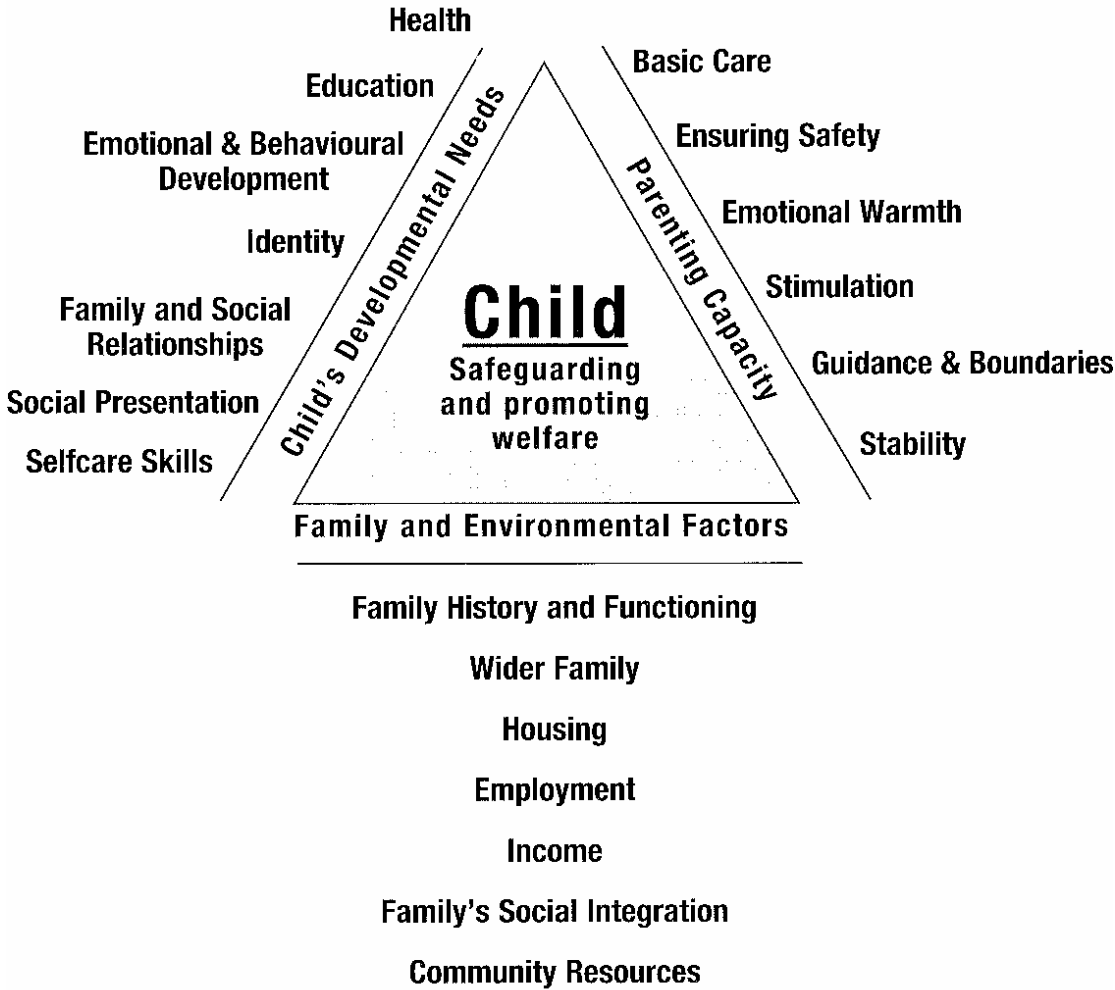 Health
Education
Emotional & Behavioural
Development
Identity
Family and Social
Relationships
Social Presentation
Selfcare Skills
Child's Developmental Needs
Child
Safeguarding
and promoting
welfare
Parenting Capacity
Basic Care
Ensuring Safety
Emotional Warmth
Stimulation
Guidance & Boundaries
Stability
Family and Environmental Factors
Family History and Functioning
Wider Family
Housing
Employment
Income
Family's Social Integration
Community Resources